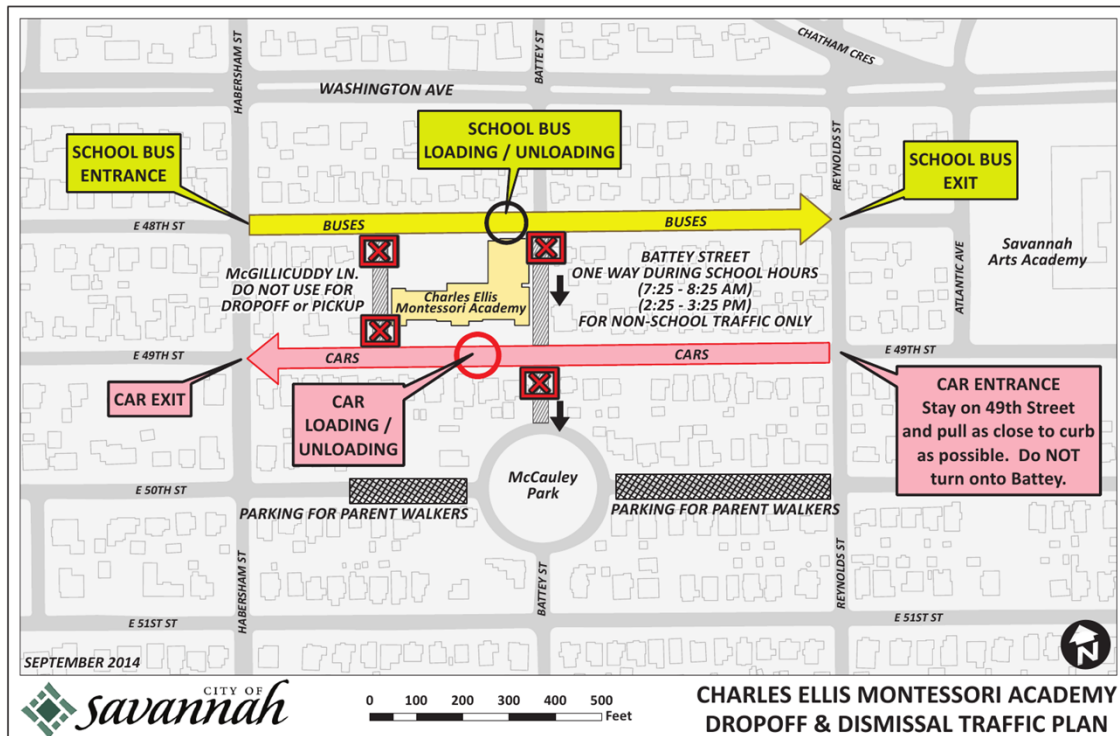 CHATHAM CRES
HABERSHAM ST
BATTEY ST
WASHINGTON AVE
SCHOOL BUS
ENTRANCE
SCHOOL BUS
LOADING / UNLOADING
REYNOLDS ST
SCHOOL BUS
EXIT
E 48TH ST
BUSES
BUSES
McGILLICUDDY LN.
DO NOT USE FOR
DROPOFF or PICKUP
Charles Ellis
Montessori Academy
BATTEY STREET
ONE WAY DURING SCHOOL HOURS
(7:25 - 8:25 AM)
(2:25 - 3:25 PM)
FOR NON-SCHOOL TRAFFIC ONLY
ATLANTIC AVE
Savannah
Arts Academy
E 49TH ST
CARS
CARS
E 49TH ST
CAR EXIT
CAR
LOADING /
UNLOADING
CAR ENTRANCE
Stay on 49th Street
and pull as close to curb
as possible. Do NOT
turn onto Battey.
E 50TH ST
McCauley
Park
PARKING FOR PARENT WALKERS
PARKING FOR PARENT WALKERS
HABERSHAM ST
BATTEY ST
REYNOLDS ST
E 51ST ST
E 51ST ST
N
SEPTEMBER 2014
CITY OF
Savannah
0 100 200 300 400 500
Feet
CHARLES ELLIS MONTESSORI ACADEMY
DROPOFF & DISMISSAL TRAFFIC PLAN